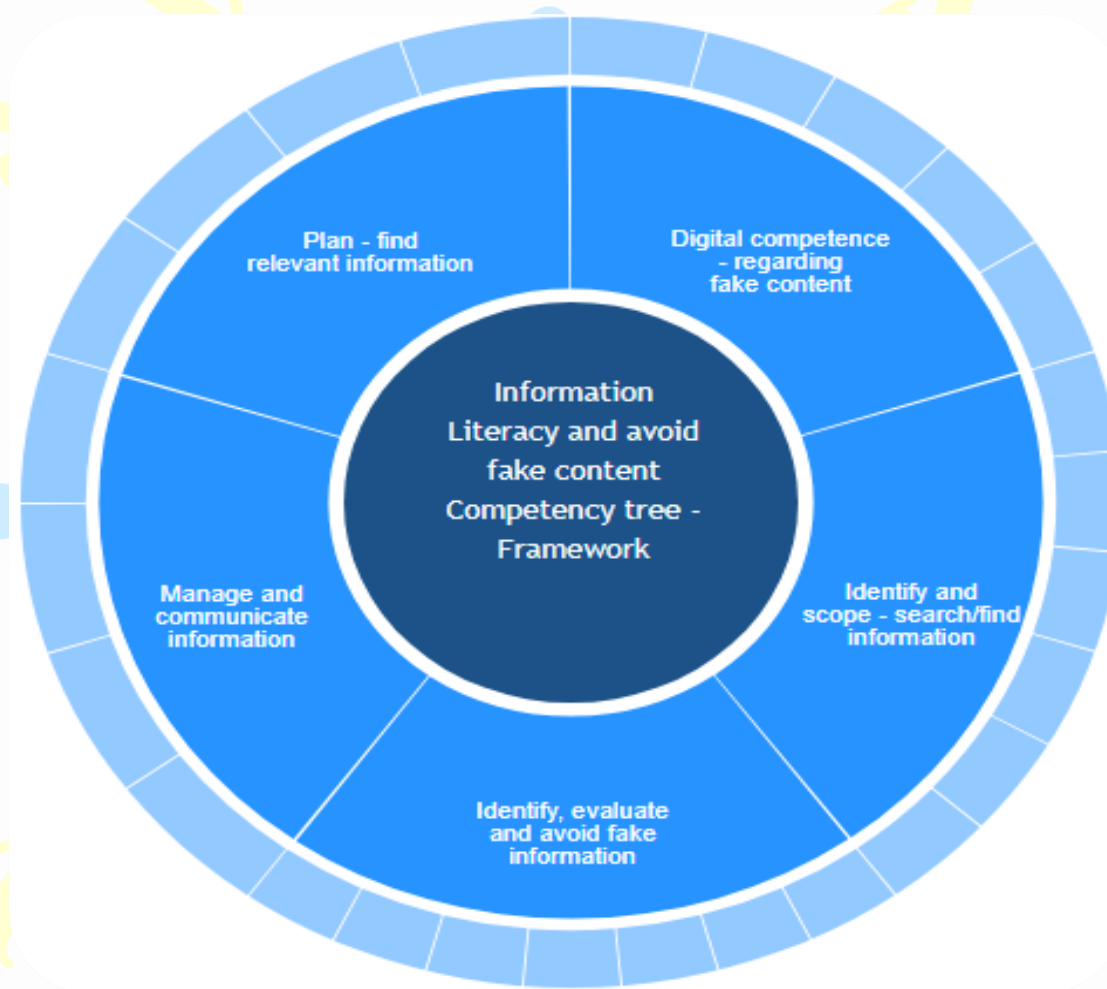 Plan - find
relevant information
Digital competence
- regarding
fake content
Information
Literacy and avoid
fake content
Competency tree -
Framework
Manage and
communicate
information
Identify and
scope - search/find
information
Identify, evaluate
and avoid fake
information